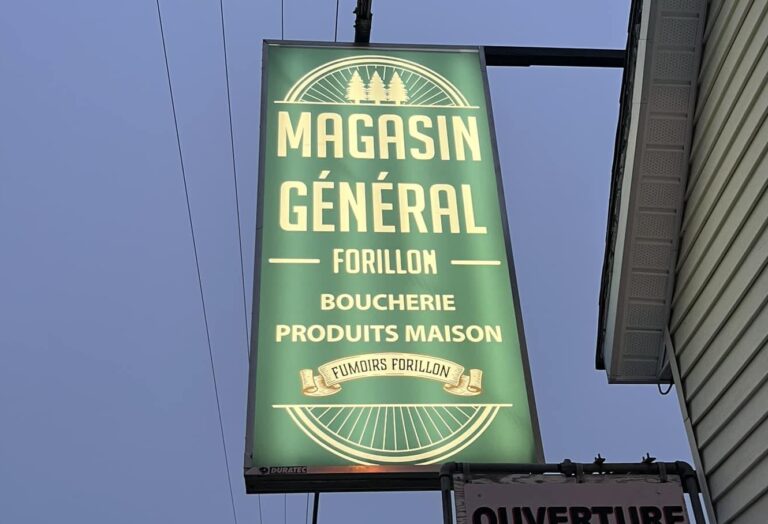 MAGASIN
GÉNÉRAL
FORILLON
BOUCHERIE
PRODUITS MAISON
FUMOIRS FORILLON
DURATEC
OUVERTURE